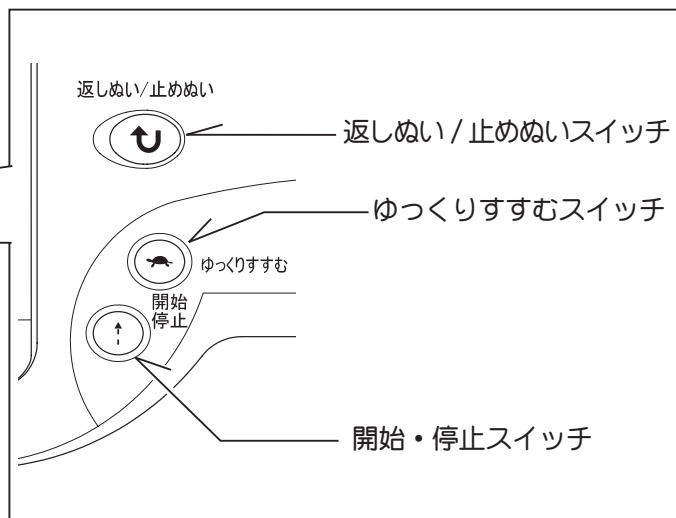 返しぬい/止めぬい
返しぬい / 止めぬいスイッチ
ゆっくりすすむスイッチ
ゆっくりすすむ
開始
停止
開始・停止スイッチ